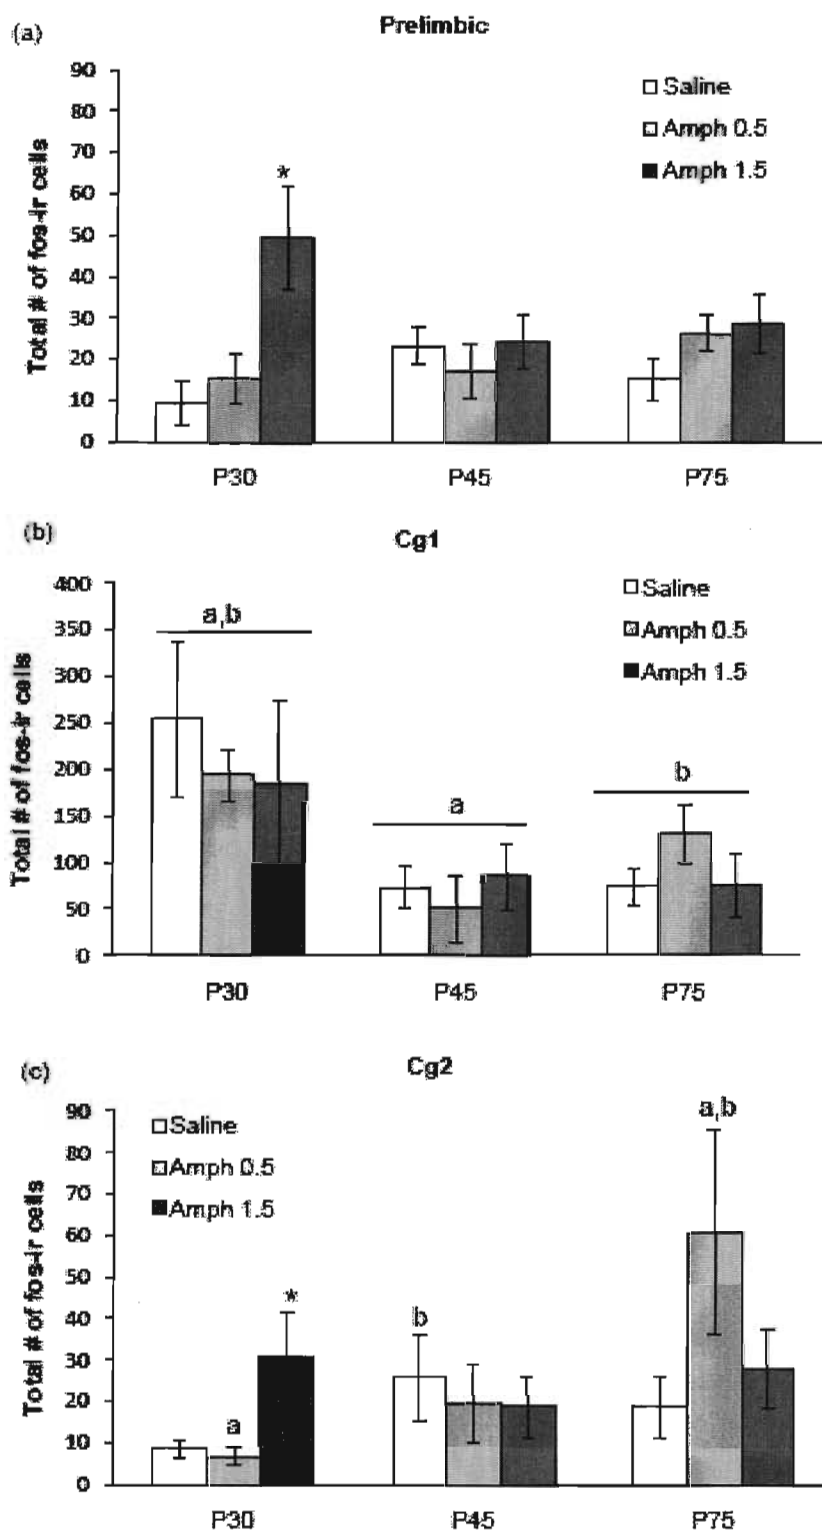 (a)
Prelimbic
Total # of fos-ir cells
90
80
70
60
50
40
30
20
10
0
Saline
Amph 0.5
Amph 1.5
*
P30
P45
P75
(b)
Cg1
Total # of fos-ir cells
400
350
300
250
200
150
100
50
0
Saline
Amph 0.5
Amph 1.5
a,b
a
b
P30
P45
P75
(c)
Cg2
Total # of fos-ir cells
90
80
70
60
50
40
30
20
10
0
Saline
Amph 0.5
Amph 1.5
a
*
b
a,b
P30
P45
P75